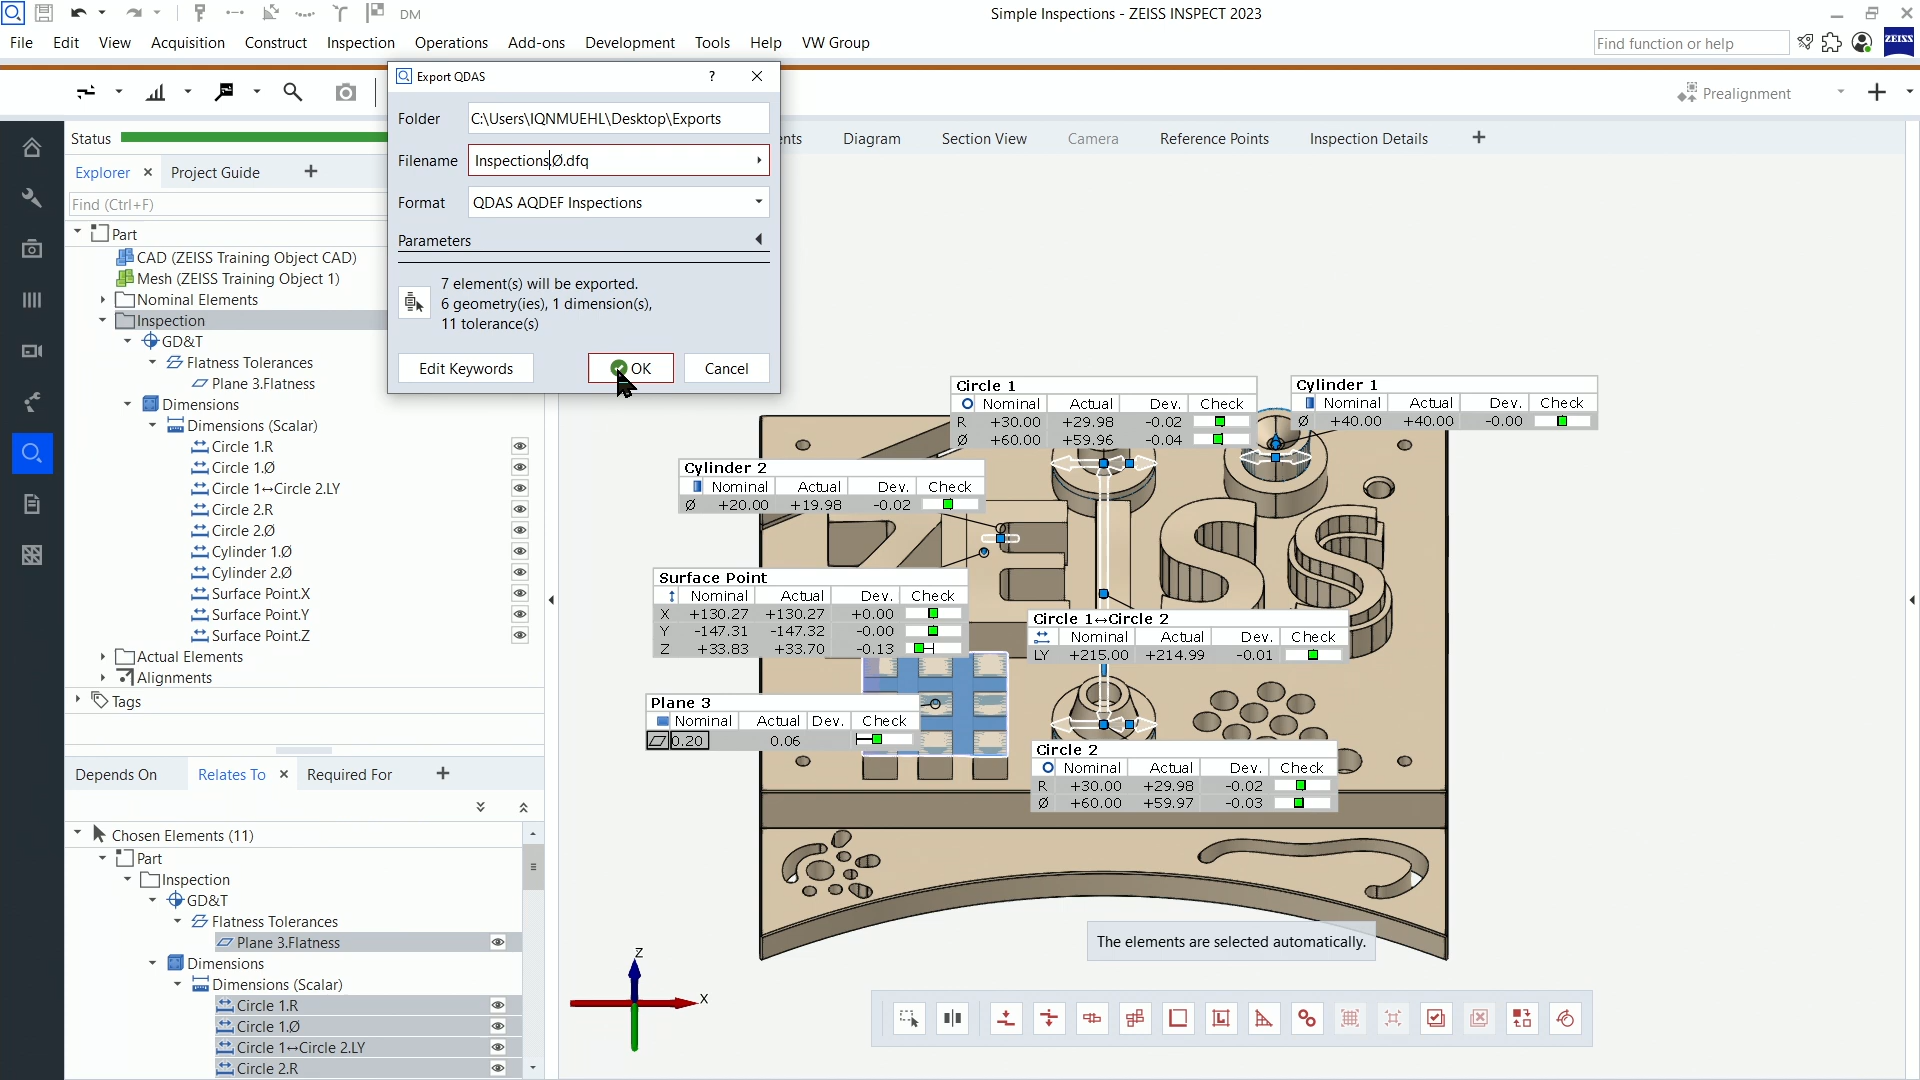 Simple Inspections - ZEISS INSPECT 2023
DM
File Edit View Acquisition Construct Inspection Operations Add-ons Development Tools Help VW Group
Find function or help
ZEISS
Prealignment
Export QDAS
?
Folder C:\Users\IQNMUEHL\Desktop\Exports
Filename Inspections,Ø.dfq
Format QDAS AQDEF Inspections
Parameters
7 element(s) will be exported.
6 geometry(ies), 1 dimension(s),
11 tolerance(s)
Edit Keywords OK Cancel
Status
ents Diagram Section View Camera Reference Points Inspection Details
Explorer Project Guide
Find (Ctrl+F)
Part
CAD (ZEISS Training Object CAD)
Mesh (ZEISS Training Object 1)
Nominal Elements
Inspection
GD&T
Flatness Tolerances
Plane 3.Flatness
Dimensions
Dimensions (Scalar)
Circle 1.R
Circle 1.Ø
Circle 1↔Circle 2.LY
Circle 2.R
Circle 2.Ø
Cylinder 1.Ø
Cylinder 2.Ø
Surface Point.X
Surface Point.Y
Surface Point.Z
Actual Elements
Alignments
Tags
Depends On Relates To Required For
Chosen Elements (11)
Part
Inspection
GD&T
Flatness Tolerances
Plane 3.Flatness
Dimensions
Dimensions (Scalar)
Circle 1.R
Circle 1.Ø
Circle 1↔Circle 2.LY
Circle 2.R
Circle 1
Nominal Actual Dev. Check
R +30.00 +29.98 -0.02
Ø +60.00 +59.96 -0.04
Cylinder 1
Nominal Actual Dev. Check
Ø +40.00 +40.00 -0.00
Cylinder 2
Nominal Actual Dev. Check
Ø +20.00 +19.98 -0.02
ZEISS
Surface Point
Nominal Actual Dev. Check
X +130.27 +130.27 +0.00
Y -147.31 -147.32 -0.00
Z +33.83 +33.70 -0.13
Circle 1↔Circle 2
Nominal Actual Dev. Check
LY +215.00 +214.99 -0.01
Plane 3
Nominal Actual Dev. Check
0.20 0.06
Circle 2
Nominal Actual Dev. Check
R +30.00 +29.98 -0.02
Ø +60.00 +59.97 -0.03
The elements are selected automatically.
Z
X